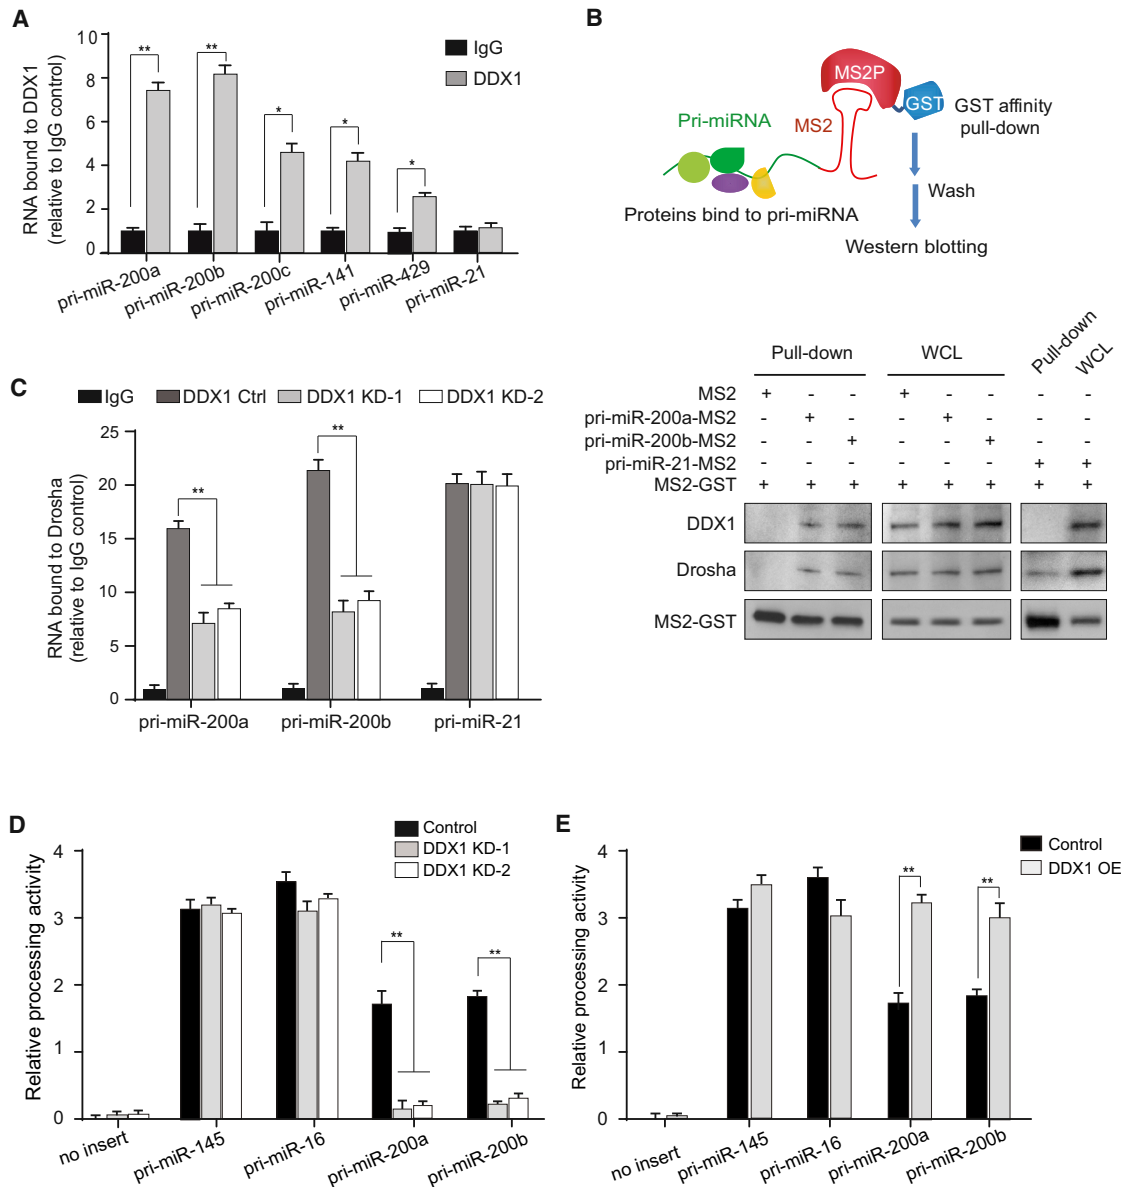 A
RNA bound to DDX1
(relative to IgG control)
10
8
6
4
2
0
** ** * * *
IgG
DDX1
pri-miR-200a pri-miR-200b pri-miR-200c pri-miR-141 pri-miR-429 pri-miR-21
B
MS2P
GST
GST affinity
pull-down
Pri-miRNA
MS2
Wash
Proteins bind to pri-miRNA
Western blotting
Pull-down WCL Pull-down WCL
MS2 + - - + - - - -
pri-miR-200a-MS2 - + - - + - - -
pri-miR-200b-MS2 - - + - - + - -
pri-miR-21-MS2 - - - - - - + +
MS2-GST + + + + + + + +
DDX1
Drosha
MS2-GST
C
IgG DDX1 Ctrl DDX1 KD-1 DDX1 KD-2
RNA bound to Drosha
(relative to IgG control)
25
20
15
10
5
0
** **
pri-miR-200a pri-miR-200b pri-miR-21
D
Relative processing activity
4
3
2
1
0
Control
DDX1 KD-1
DDX1 KD-2
** **
no insert pri-miR-145 pri-miR-16 pri-miR-200a pri-miR-200b
E
Relative processing activity
4
3
2
1
0
Control
DDX1 OE
** **
no insert pri-miR-145 pri-miR-16 pri-miR-200a pri-miR-200b